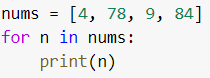 nums = [4, 78, 9, 84]
for n in nums:
    print(n)